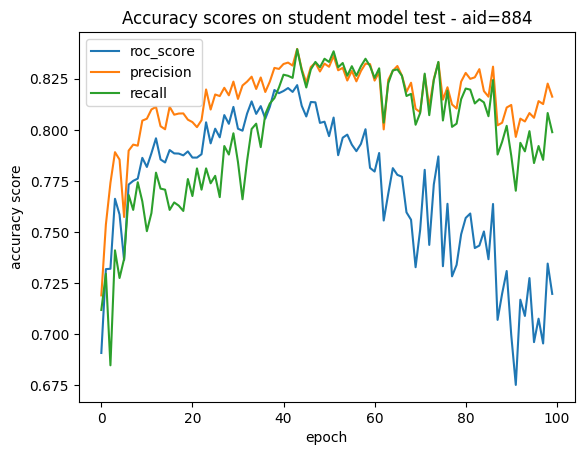 Accuracy scores on student model test - aid=884
roc_score
precision
recall
accuracy score
0.825
0.800
0.775
0.750
0.725
0.700
0.675
0
20
40
60
80
100
epoch